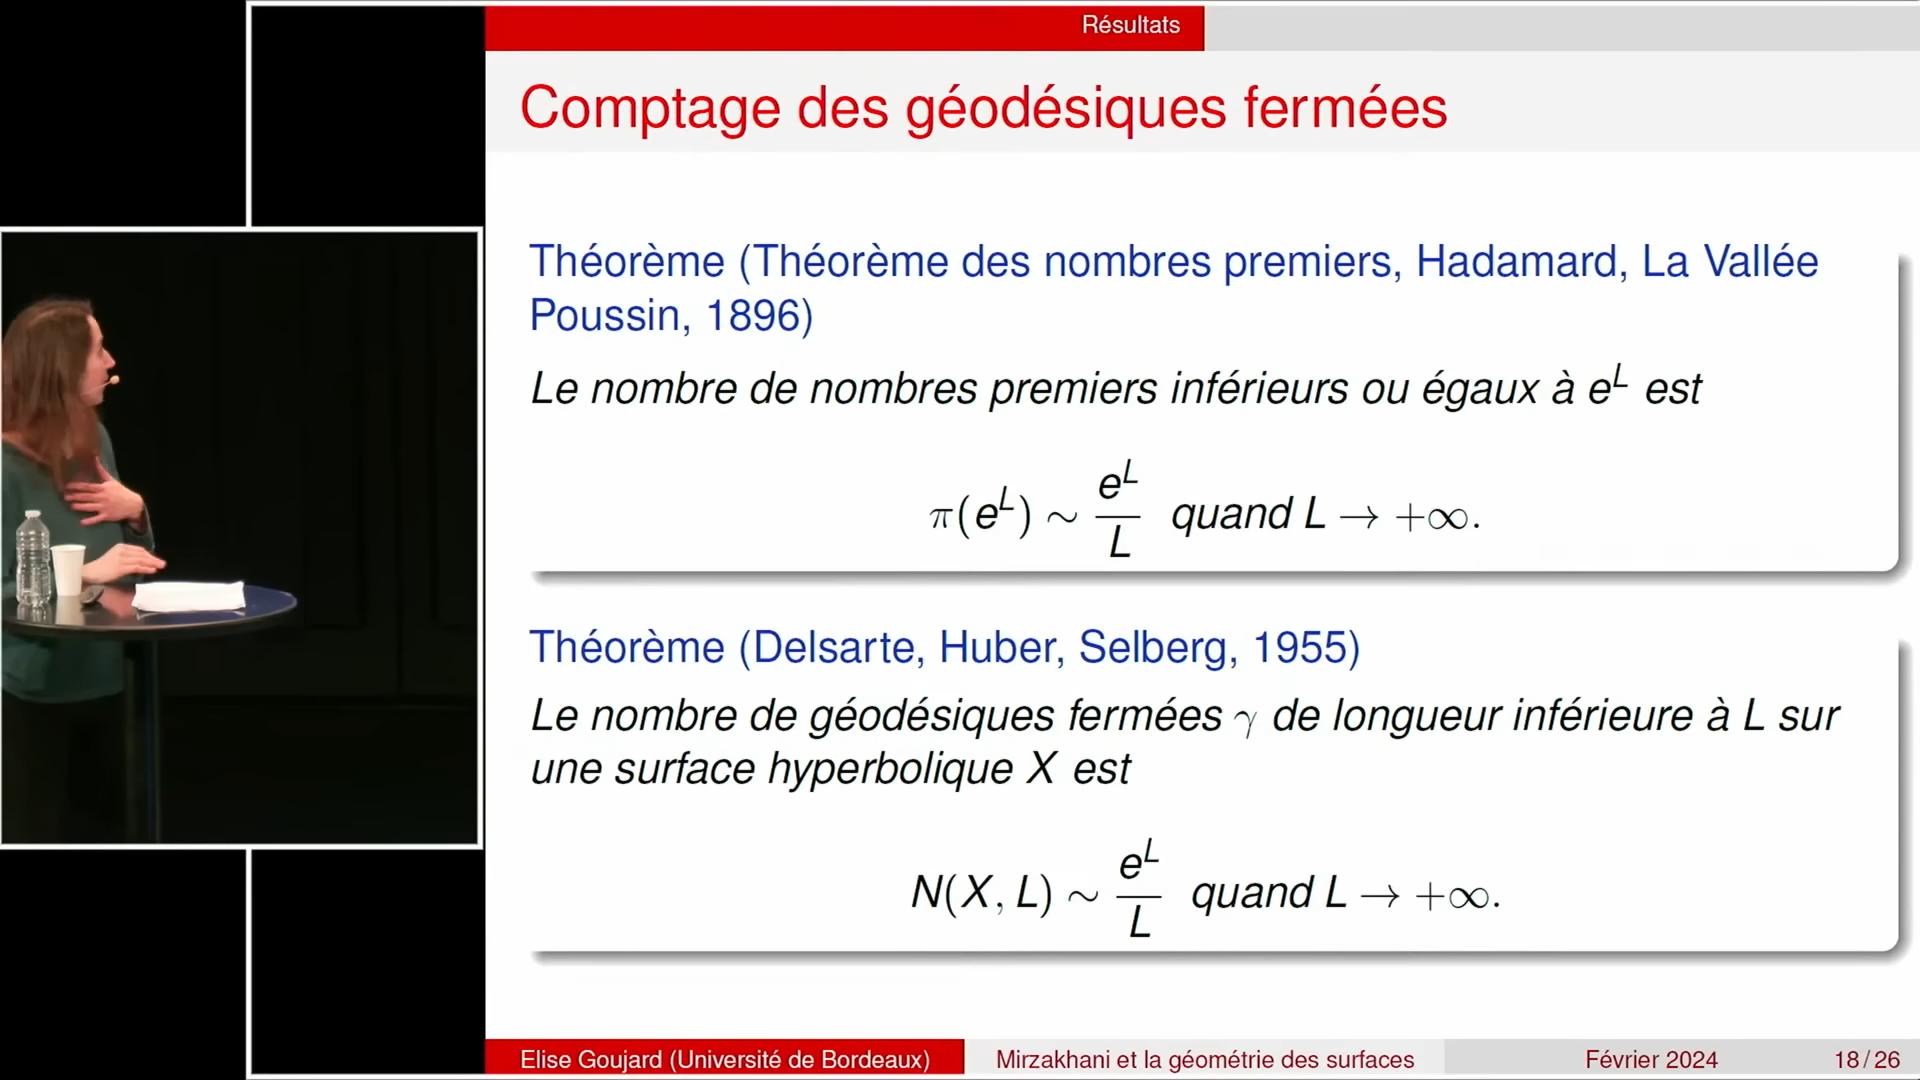 Résultats
Comptage des géodésiques fermées
Théorème (Théorème des nombres premiers, Hadamard, La Vallée
Poussin, 1896)
Le nombre de nombres premiers inférieurs ou égaux à e^L est
π(e^L) ∼ e^L / L quand L → +∞.
Théorème (Delsarte, Huber, Selberg, 1955)
Le nombre de géodésiques fermées γ de longueur inférieure à L sur
une surface hyperbolique X est
N(X, L) ∼ e^L / L quand L → +∞.
Elise Goujard (Université de Bordeaux) Mirzakhani et la géométrie des surfaces Février 2024 18 / 26